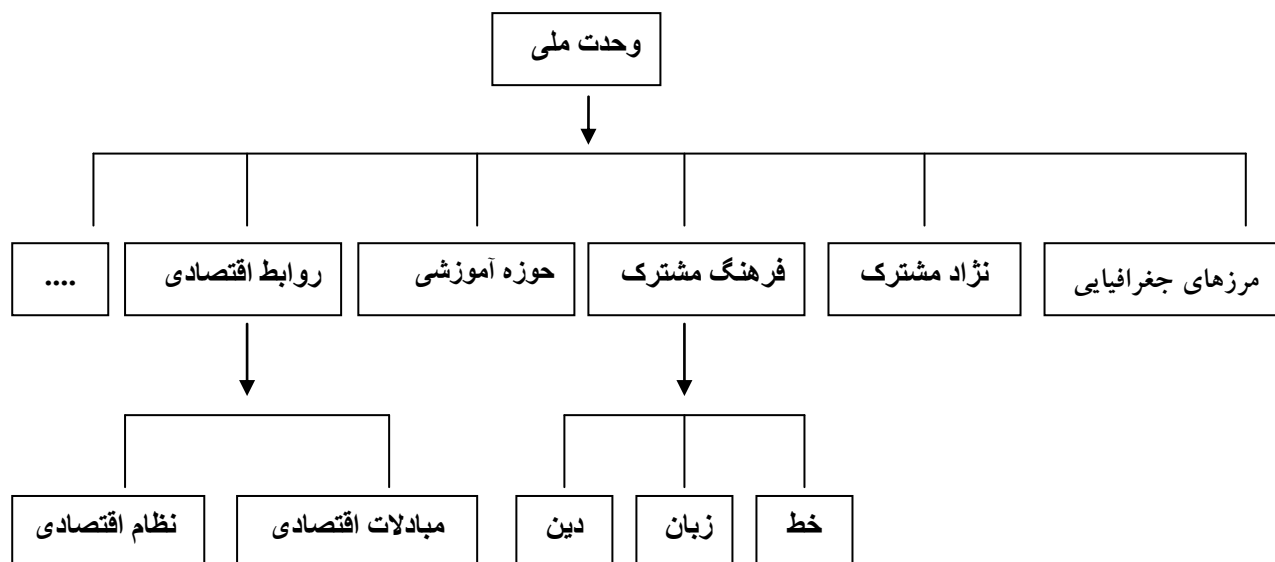 وحدت ملی
مرزهای جغرافیایی
نژاد مشترک
فرهنگ مشترک
حوزه آموزشی
روابط اقتصادی
....
خط
زبان
دین
مبادلات اقتصادی
نظام اقتصادی